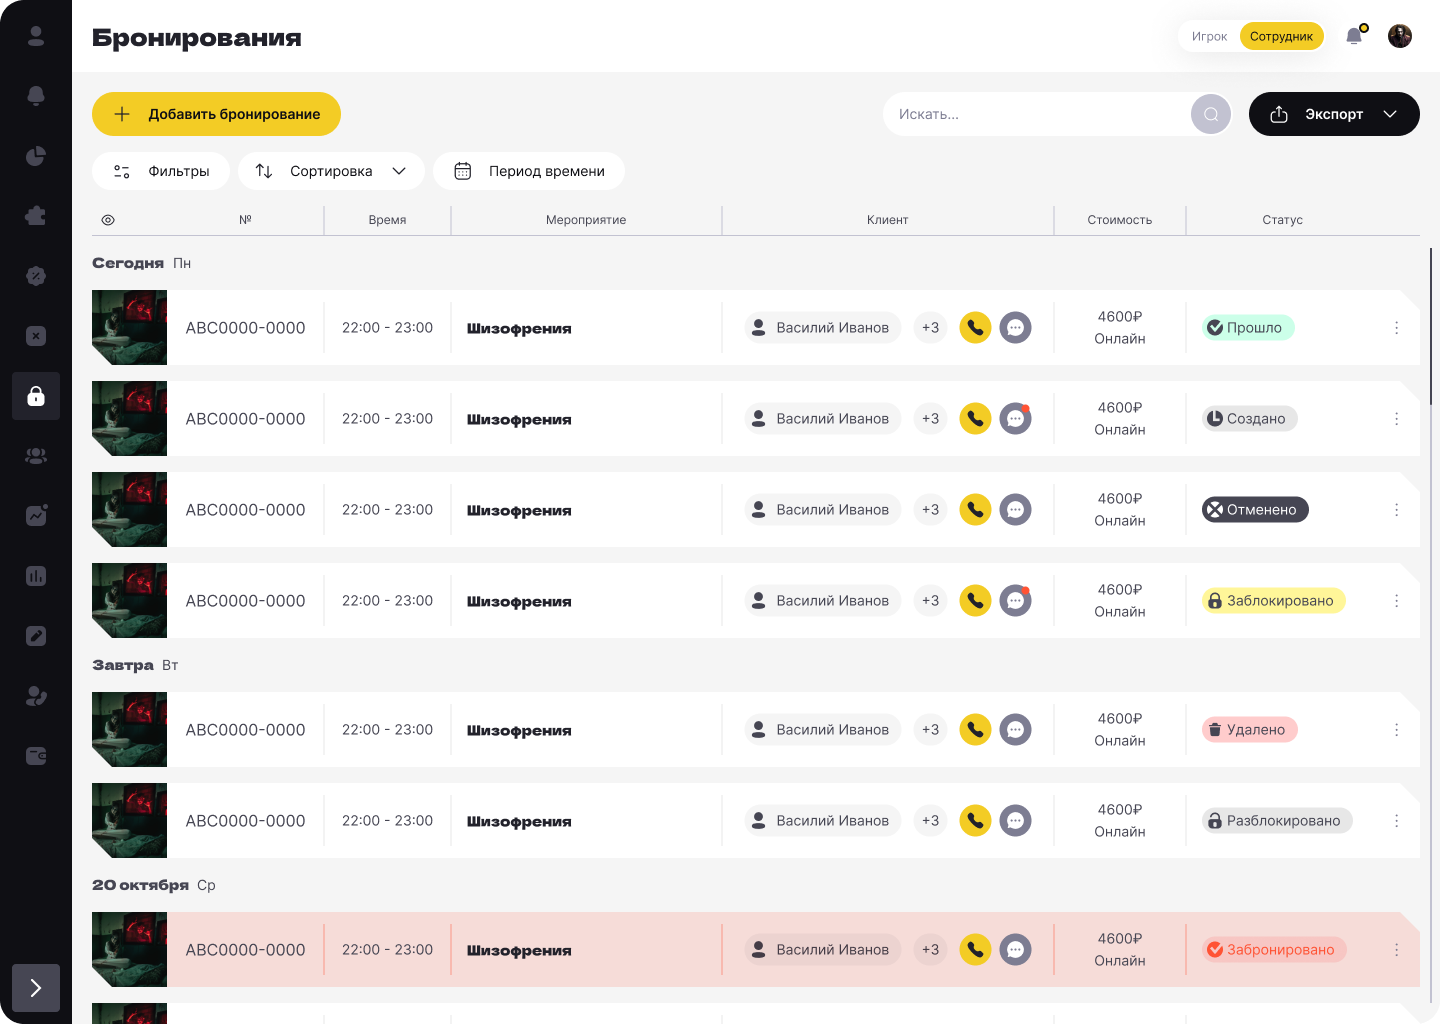 Бронирования
Игрок Сотрудник
Добавить бронирование
Искать...
Экспорт
Фильтры
Сортировка
Период времени
№ Время Мероприятие Клиент Стоимость Статус
Сегодня Пн
ABC0000-0000 22:00 - 23:00 Шизофрения Василий Иванов +3 4600₽ Прошло
Онлайн
ABC0000-0000 22:00 - 23:00 Шизофрения Василий Иванов +3 4600₽ Создано
Онлайн
ABC0000-0000 22:00 - 23:00 Шизофрения Василий Иванов +3 4600₽ Отменено
Онлайн
ABC0000-0000 22:00 - 23:00 Шизофрения Василий Иванов +3 4600₽ Заблокировано
Онлайн
Завтра Вт
ABC0000-0000 22:00 - 23:00 Шизофрения Василий Иванов +3 4600₽ Удалено
Онлайн
ABC0000-0000 22:00 - 23:00 Шизофрения Василий Иванов +3 4600₽ Разблокировано
Онлайн
20 октября Ср
ABC0000-0000 22:00 - 23:00 Шизофрения Василий Иванов +3 4600₽ Забронировано
Онлайн